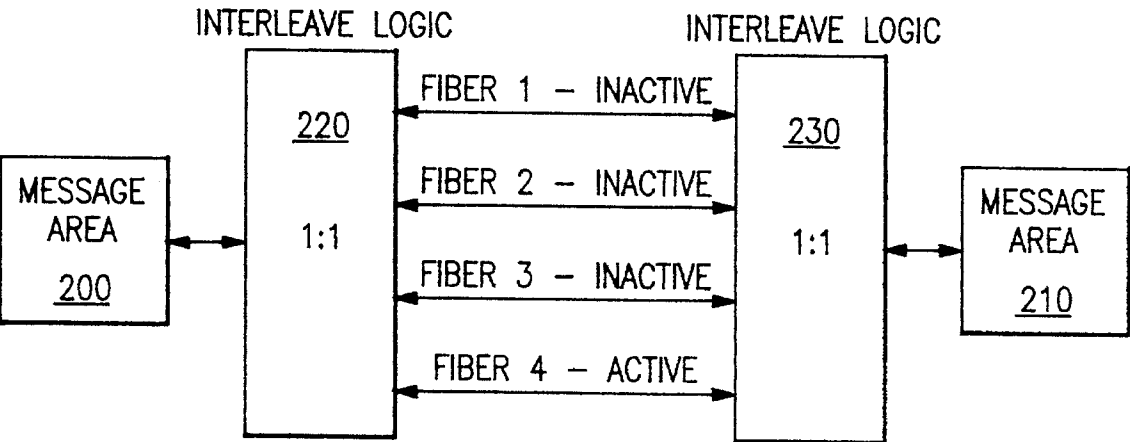 INTERLEAVE LOGIC
INTERLEAVE LOGIC
FIBER 1 – INACTIVE
220
230
FIBER 2 – INACTIVE
MESSAGE
AREA
200
1:1
1:1
MESSAGE
AREA
210
FIBER 3 – INACTIVE
FIBER 4 – ACTIVE